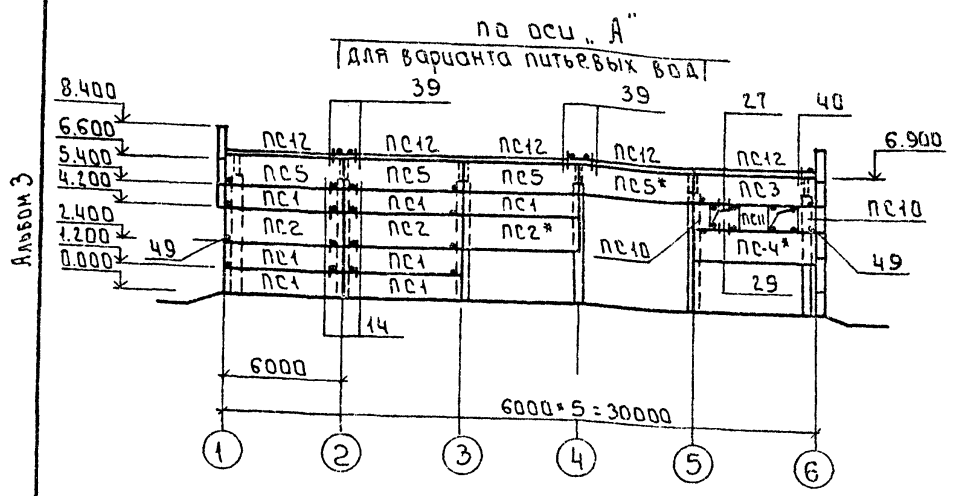 по оси „А"
для варианта питьевых вод
Альбом 3
8.400
39
39
27
40
6.600
ПС12
ПС12
ПС12
ПС12
ПС12
6.900
5.400
ПС5
ПС5
ПС5
ПС5*
ПС3
4.200
ПС1
ПС1
ПС1
ПС11
ПС10
2.400
ПС2
ПС2
ПС2*
ПС10
ПС-4*
1.200
49
49
0.000
ПС1
ПС1
ПС1
ПС1
29
14
6000
6000*5=30000
1
2
3
4
5
6